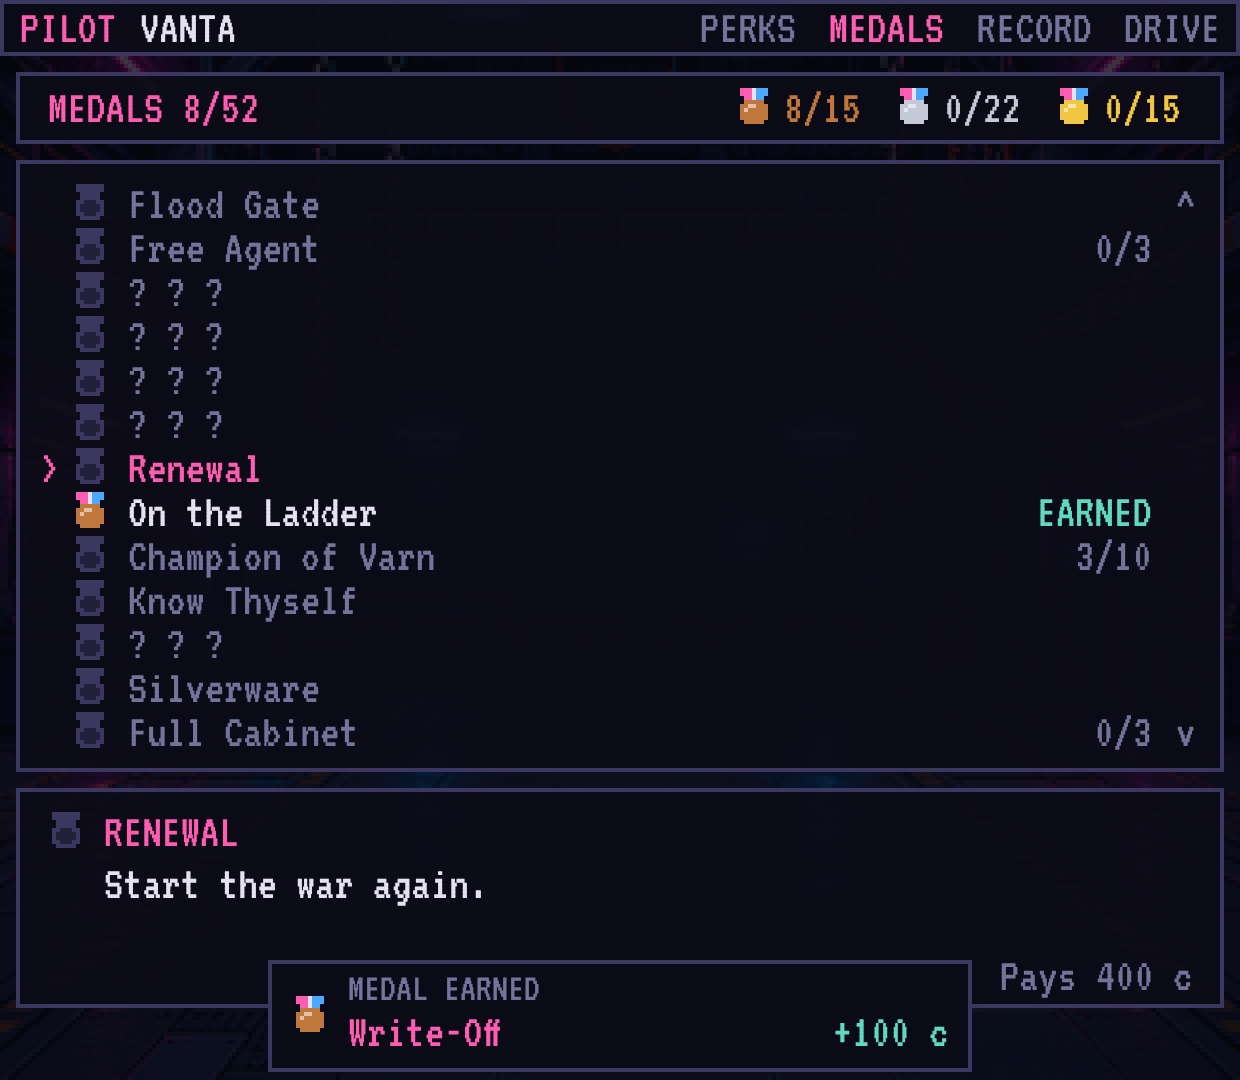 PILOT VANTA PERKS MEDALS RECORD DRIVE
MEDALS 8/52 8/15 0/22 0/15
Flood Gate ^
Free Agent 0/3
? ? ?
? ? ?
? ? ?
? ? ?
> Renewal
On the Ladder EARNED
Champion of Varn 3/10
Know Thyself
? ? ?
Silverware
Full Cabinet 0/3 v
RENEWAL
Start the war again.
Pays 400 c
MEDAL EARNED
Write-Off +100 c